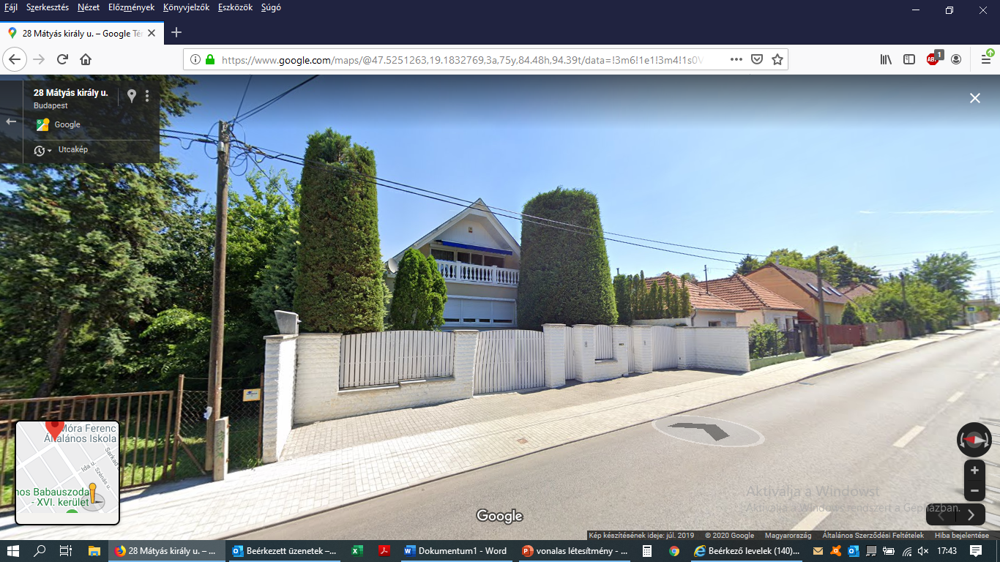 Fájl Szerkesztés Nézet Előzmények Könyvjelzők Eszközök Súgó
28 Mátyás király u. – Google Tér
https://www.google.com/maps/@47.5251263,19.1832769,3a,75y,84.48h,94.39t/data=!3m6!1e1!3m4!1s0V
1
28 Mátyás király u.
Budapest
Google
Utcakép
Móra Ferenc
Általános Iskola
Sarkad
Ida u.
Szénás u.
nos Babauszoda
- XVI. kerület
Google
Aktiválja a Windowst
Aktiválja a Windows rendszert a Gépházban.
Kép készítésének ideje: júl. 2019 © 2020 Google Magyarország Általános Szerződési Feltételek Hiba bejelentése
28 Mátyás király u. – ... Beérkezett üzenetek –... Dokumentum1 - Word vonalas létesítmény - ... Beérkező levelek (140)... 17:43